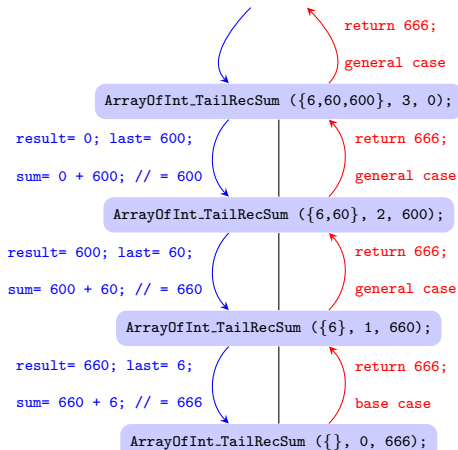 return 666;
general case
ArrayOfInt_TailRecSum ({6,60,600}, 3, 0);
result= 0; last= 600;
return 666;
sum= 0 + 600; // = 600
general case
ArrayOfInt_TailRecSum ({6,60}, 2, 600);
result= 600; last= 60;
return 666;
sum= 600 + 60; // = 660
general case
ArrayOfInt_TailRecSum ({6}, 1, 660);
result= 660; last= 6;
return 666;
sum= 660 + 6; // = 666
base case
ArrayOfInt_TailRecSum ({}, 0, 666);